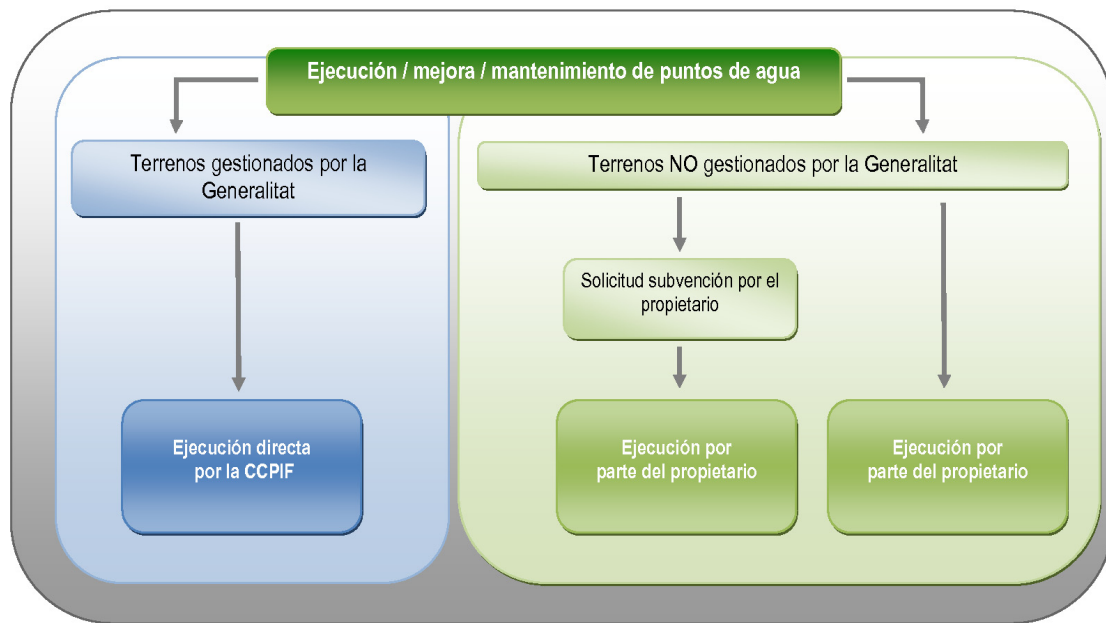 Ejecución / mejora / mantenimiento de puntos de agua
Terrenos gestionados por la
Generalitat
Terrenos NO gestionados por la Generalitat
Solicitud subvención por el
propietario
Ejecución directa
por la CCPIF
Ejecución por
parte del propietario
Ejecución por
parte del propietario